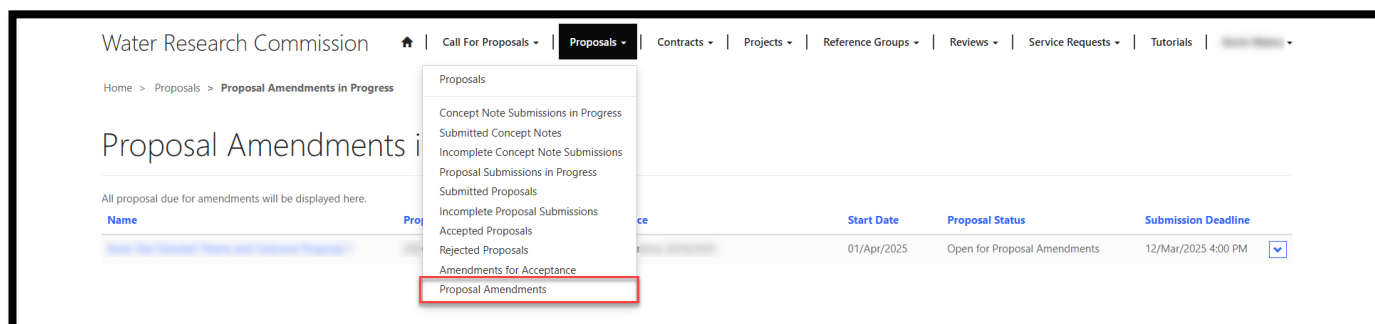 Water Research Commission | Call For Proposals | Proposals | Contracts | Projects | Reference Groups | Reviews | Service Requests | Tutorials |
Proposals
Home > Proposals > Proposal Amendments in Progress
Concept Note Submissions in Progress
Submitted Concept Notes
Incomplete Concept Note Submissions
Proposal Amendments i
Proposal Submissions in Progress
Submitted Proposals
Incomplete Proposal Submissions
Accepted Proposals
Rejected Proposals
Amendments for Acceptance
Proposal Amendments
All proposal due for amendments will be displayed here.
Name Prop ce Start Date Proposal Status Submission Deadline
01/Apr/2025 Open for Proposal Amendments 12/Mar/2025 4:00 PM